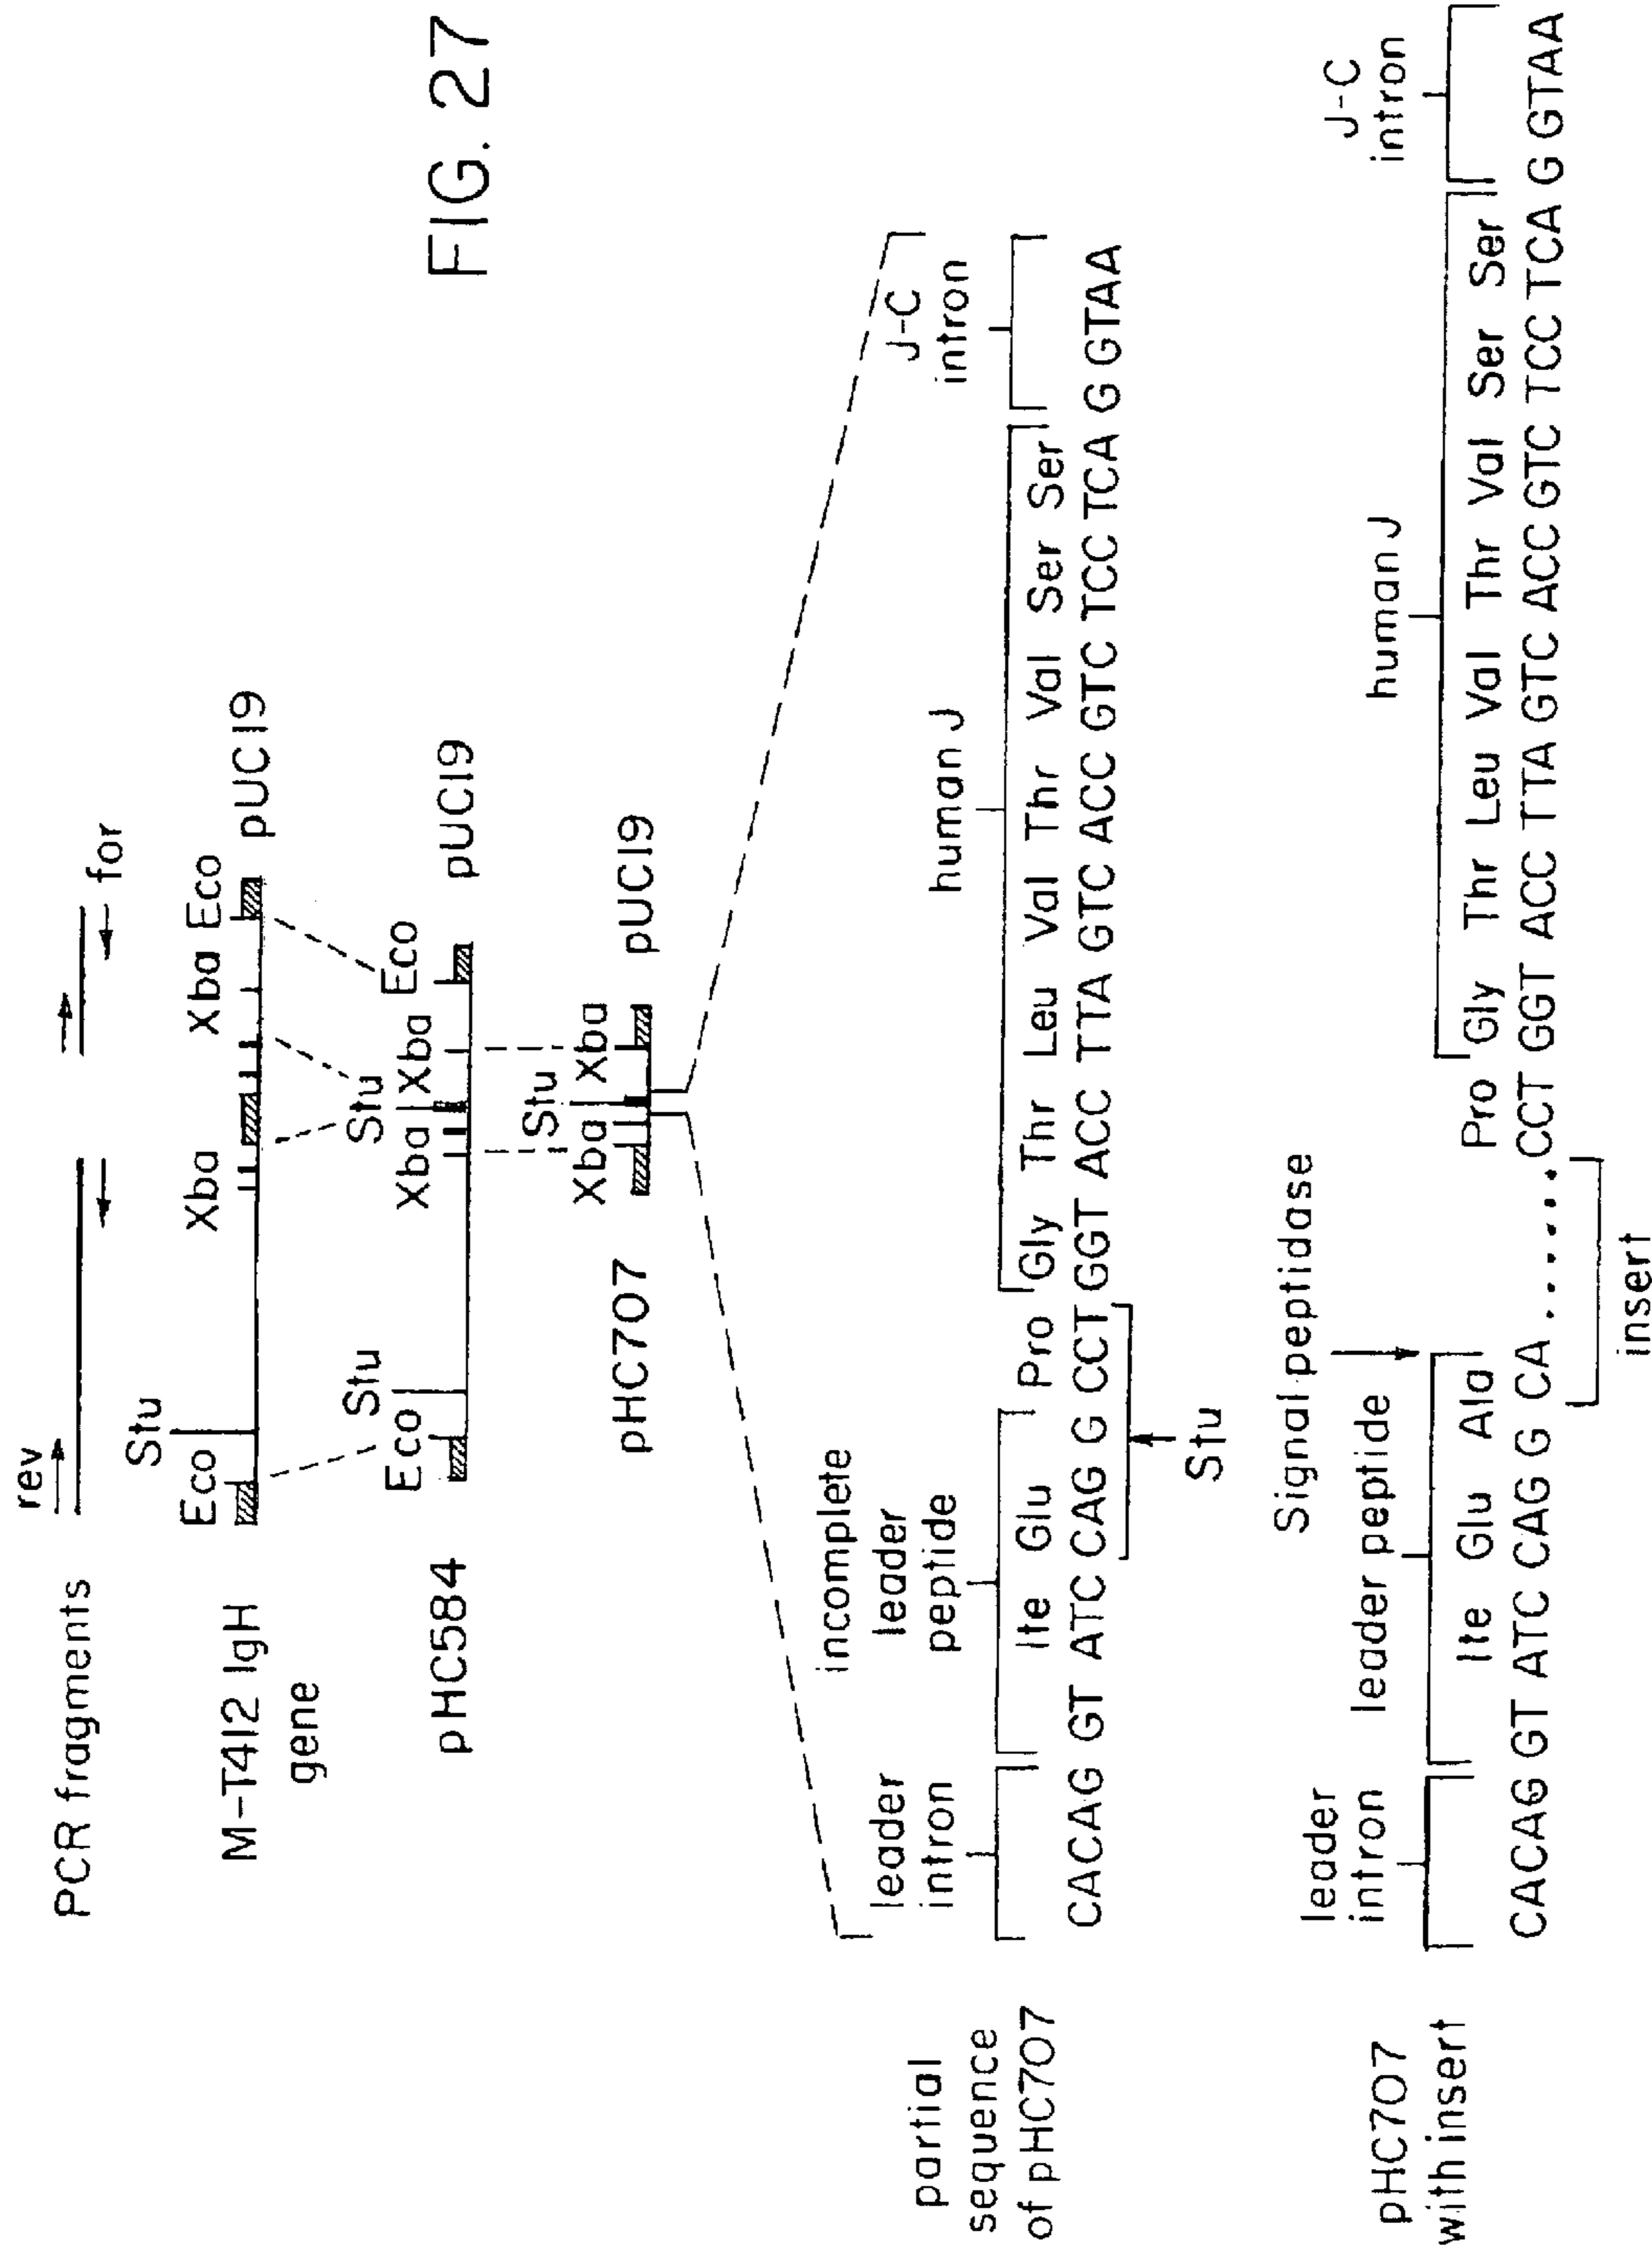 FIG. 27
PCR fragments
rev
for
M-T412 IgH
gene
Eco
Stu
Xba
Xba
Eco
pUC19
pHC584
Eco
Stu
Xba
Stu
Xba
Eco
pUC19
pHC707
Xba
Stu
Xba
pUC19
partial
sequence
of pHC707
leader
intron
incomplete
leader
peptide
human J
J-C
intron
Ite Glu Pro Gly Thr Leu Val Thr Val Ser Ser
CACAG GT ATC CAG G CCT GGT ACC TTA GTC ACC GTC TCC TCA G GTAA
Stu
pHC707
with insert
leader
intron
leader peptide
Signal peptidase
human J
J-C
intron
Ite Glu Ala Pro Gly Thr Leu Val Thr Val Ser Ser
CACAG GT ATC CAG G CA ...... CCT GGT ACC TTA GTC ACC GTC TCC TCA G GTAA
insert